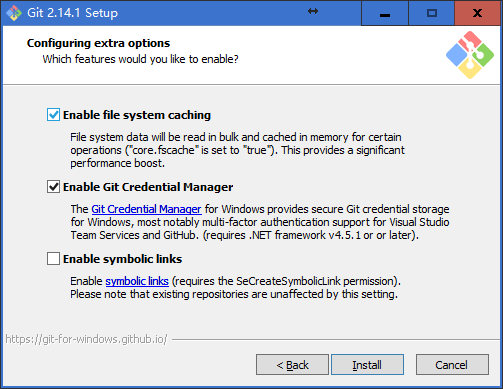 Git 2.14.1 Setup
Configuring extra options
Which features would you like to enable?
Enable file system caching
File system data will be read in bulk and cached in memory for certain
operations ("core.fscache" is set to "true"). This provides a significant
performance boost.
Enable Git Credential Manager
The Git Credential Manager for Windows provides secure Git credential storage
for Windows, most notably multi-factor authentication support for Visual Studio
Team Services and GitHub. (requires .NET framework v4.5.1 or or later).
Enable symbolic links
Enable symbolic links (requires the SeCreateSymbolicLink permission).
Please note that existing repositories are unaffected by this setting.
https://git-for-windows.github.io/
< Back
Install
Cancel